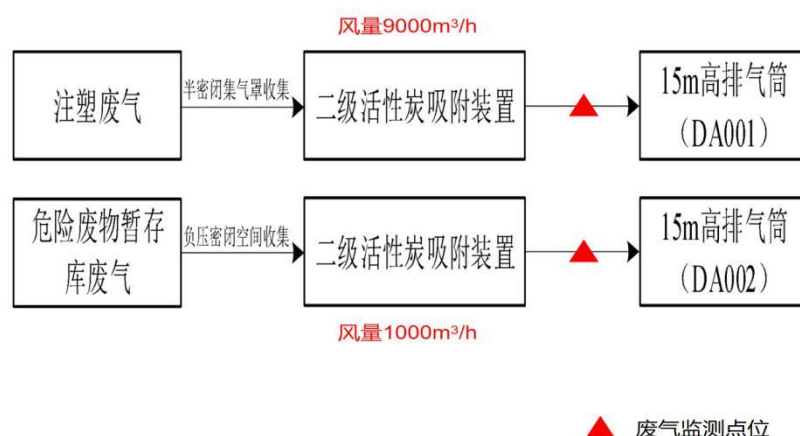 风量9000m³/h
注塑废气
半密闭集气罩收集
二级活性炭吸附装置
15m高排气筒
（DA001）
危险废物暂存
库废气
负压密闭空间收集
二级活性炭吸附装置
15m高排气筒
（DA002）
风量1000m³/h
废气监测点位